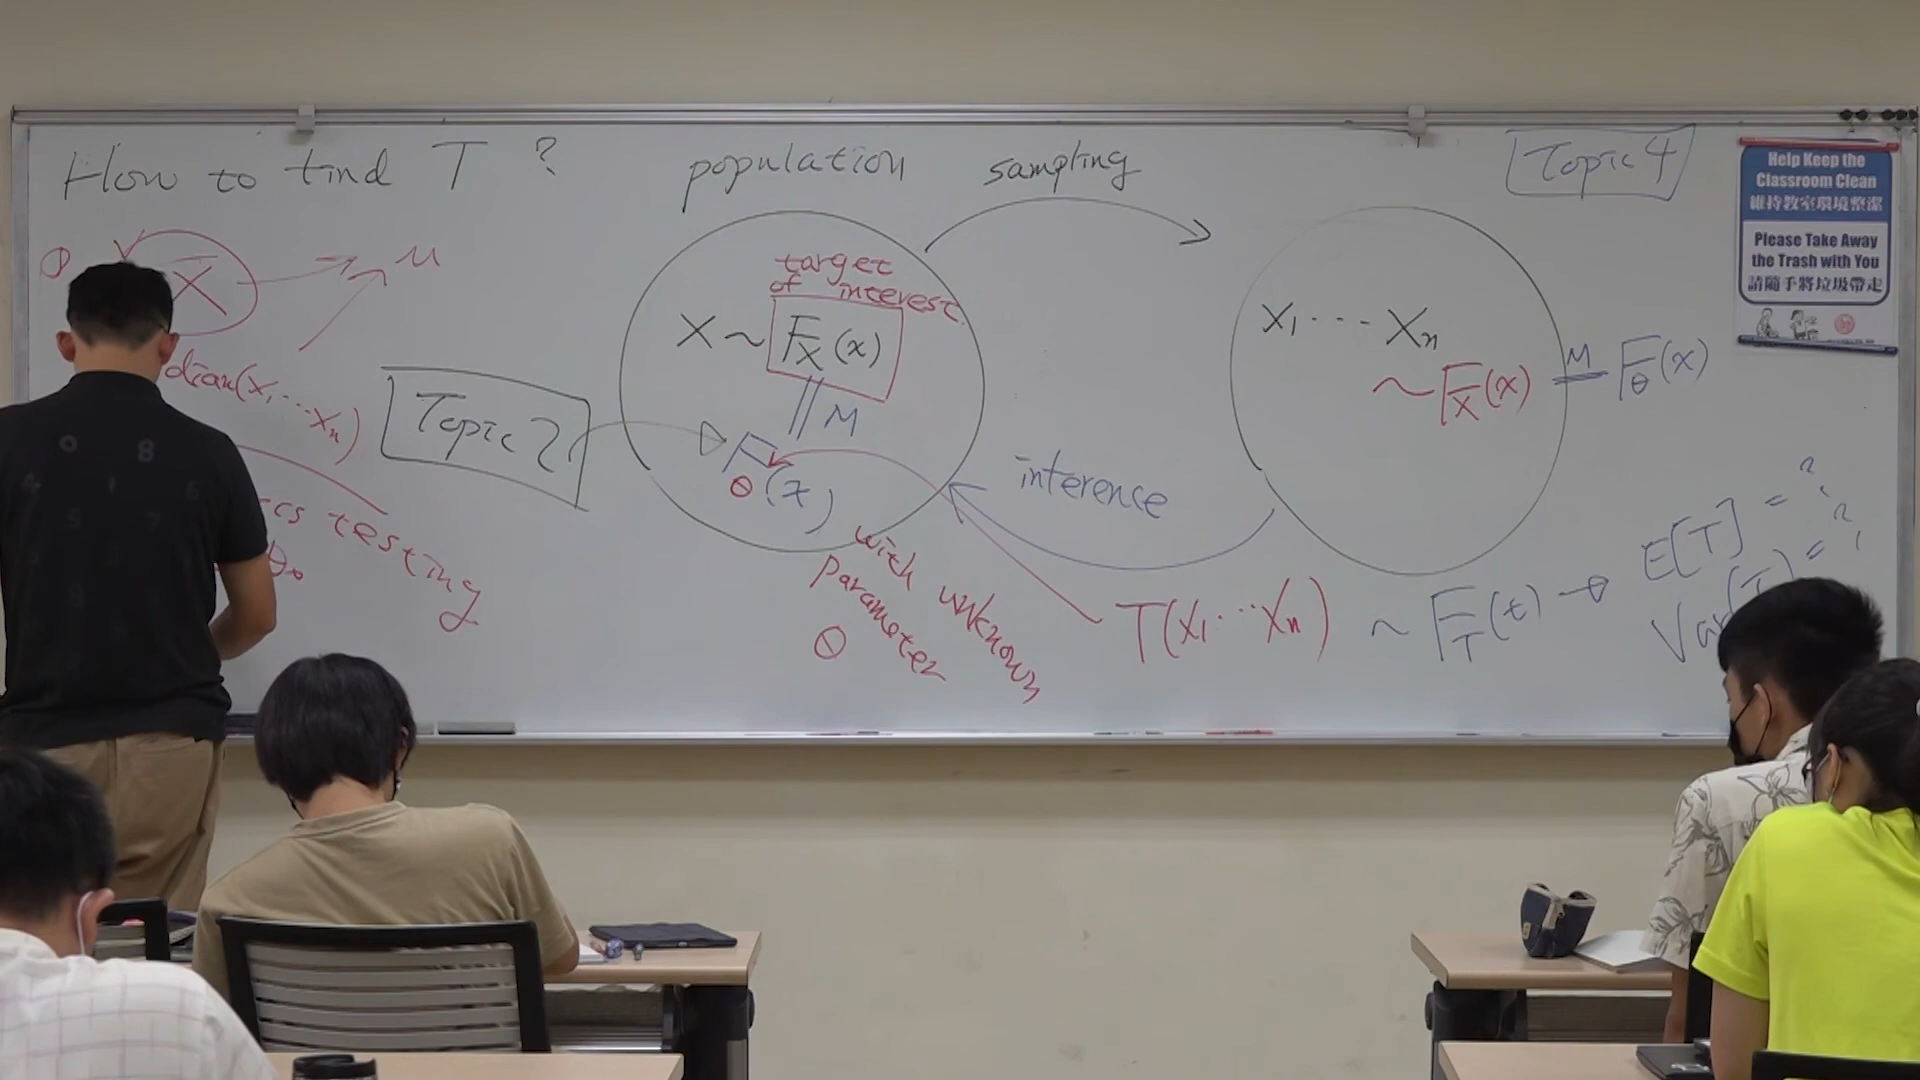 How to find T ?
population
sampling
Topic 4
Help Keep the
Classroom Clean
維持教室環境整潔
Please Take Away
the Trash with You
請隨手將垃圾帶走
X̄
μ
target
of interest
X ~ F_X(x)
M
θ(x)
X₁ ··· Xₙ
~ F_X(x) =M= F_θ(x)
dian(X₁ ··· Xₙ)
Topic 2
inference
testing
θ₀
with unknown
parameter
θ
T(X₁ ··· Xₙ) ~ F_T(t) →
E[T] = ?
Var(T) = ?